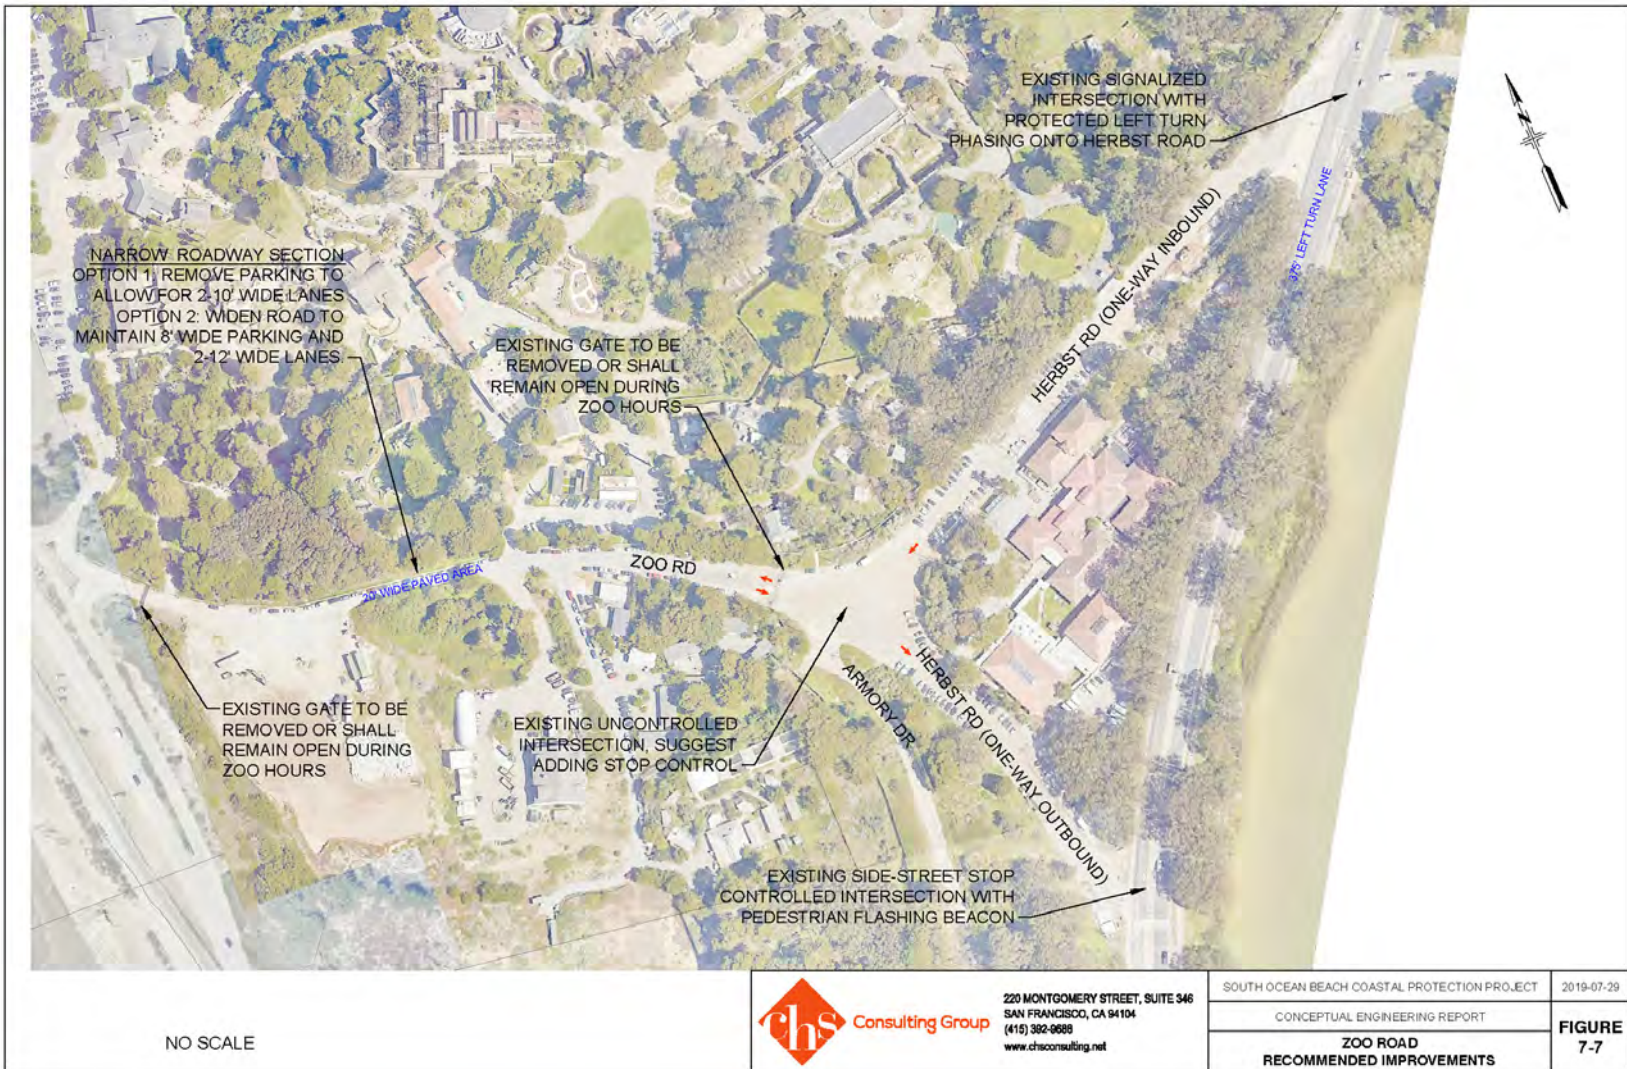 EXISTING SIGNALIZED
INTERSECTION WITH
PROTECTED LEFT TURN
PHASING ONTO HERBST ROAD
N
375' LEFT TURN LANE
HERBST RD (ONE-WAY INBOUND)
NARROW ROADWAY SECTION
OPTION 1: REMOVE PARKING TO
ALLOW FOR 2-10' WIDE LANES
OPTION 2: WIDEN ROAD TO
MAINTAIN 8' WIDE PARKING AND
2-12' WIDE LANES.
EXISTING GATE TO BE
REMOVED OR SHALL
REMAIN OPEN DURING
ZOO HOURS
ZOO RD
20' WIDE PAVED AREA
EXISTING GATE TO BE
REMOVED OR SHALL
REMAIN OPEN DURING
ZOO HOURS
EXISTING UNCONTROLLED
INTERSECTION, SUGGEST
ADDING STOP CONTROL
ARMORY DR
HERBST RD (ONE-WAY OUTBOUND)
EXISTING SIDE-STREET STOP
CONTROLLED INTERSECTION WITH
PEDESTRIAN FLASHING BEACON
NO SCALE
chs Consulting Group
220 MONTGOMERY STREET, SUITE 346
SAN FRANCISCO, CA 94104
(415) 392-9688
www.chsconsulting.net
SOUTH OCEAN BEACH COASTAL PROTECTION PROJECT
2019-07-29
CONCEPTUAL ENGINEERING REPORT
ZOO ROAD
RECOMMENDED IMPROVEMENTS
FIGURE
7-7